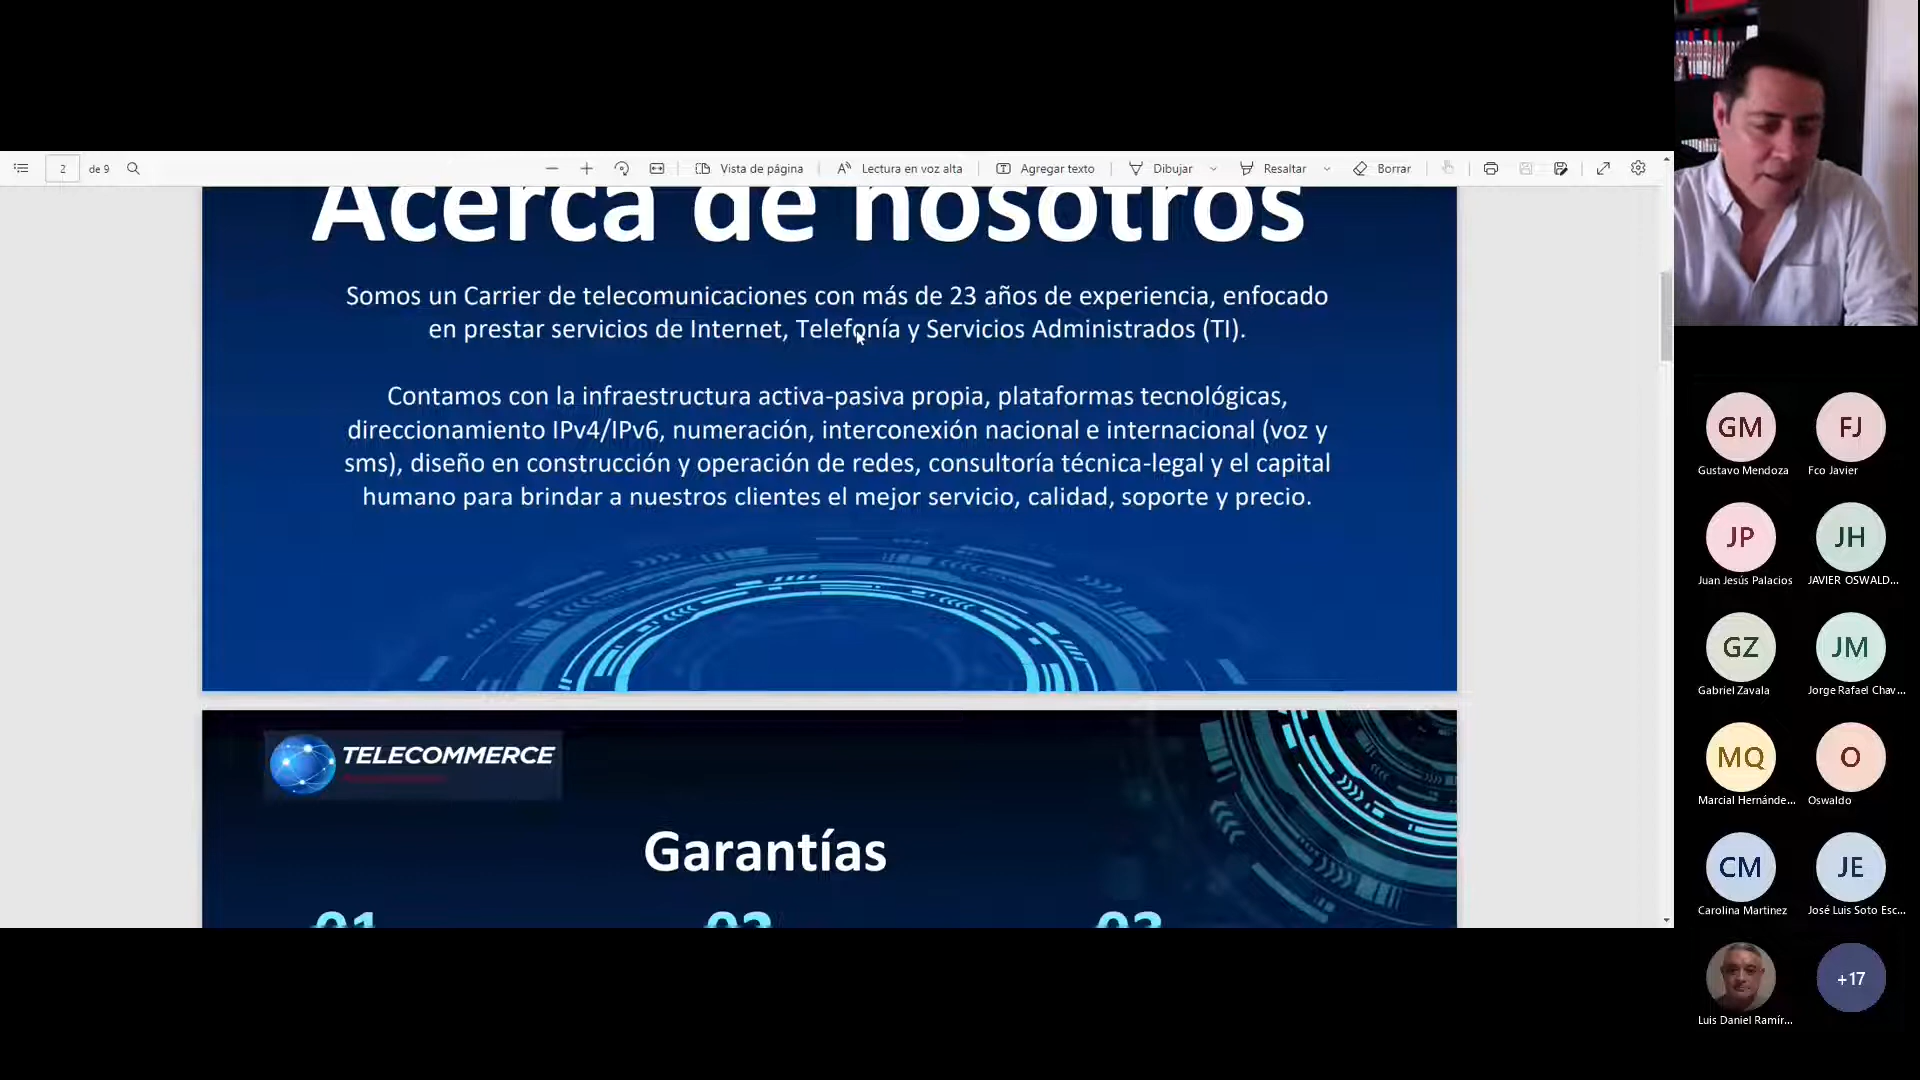 2 de 9 Vista de página Lectura en voz alta Agregar texto Dibujar Resaltar Borrar
Acerca de nosotros
Somos un Carrier de telecomunicaciones con más de 23 años de experiencia, enfocado
en prestar servicios de Internet, Telefonía y Servicios Administrados (TI).
Contamos con la infraestructura activa-pasiva propia, plataformas tecnológicas,
direccionamiento IPv4/IPv6, numeración, interconexión nacional e internacional (voz y
sms), diseño en construcción y operación de redes, consultoría técnica-legal y el capital
humano para brindar a nuestros clientes el mejor servicio, calidad, soporte y precio.
TELECOMMERCE
Garantías
01 02 03
GM FJ
Gustavo Mendoza Fco Javier
JP JH
Juan Jesús Palacios JAVIER OSWALD...
GZ JM
Gabriel Zavala Jorge Rafael Chav...
MQ O
Marcial Hernánde... Oswaldo
CM JE
Carolina Martinez José Luis Soto Esc...
+17
Luis Daniel Ramír...